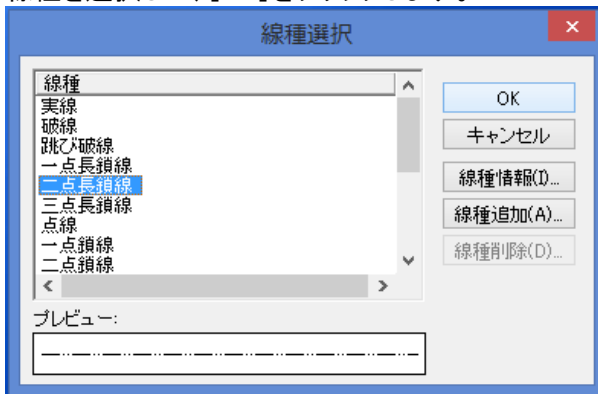 線種選択
線種
実線
破線
跳び破線
一点長鎖線
二点長鎖線
三点長鎖線
点線
一点鎖線
二点鎖線
OK
キャンセル
線種情報(I)...
線種追加(A)...
線種削除(D)...
プレビュー: